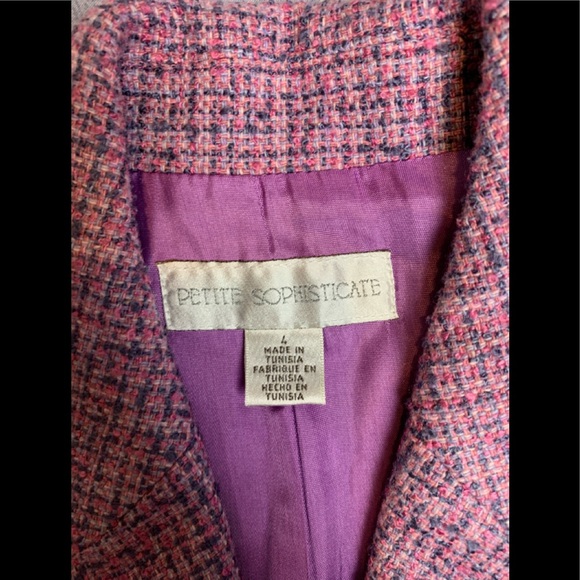 PETITE SOPHISTICATE
4
MADE IN
TUNISIA
FABRIQUE EN
TUNISIA
HECHO EN
TUNISIA